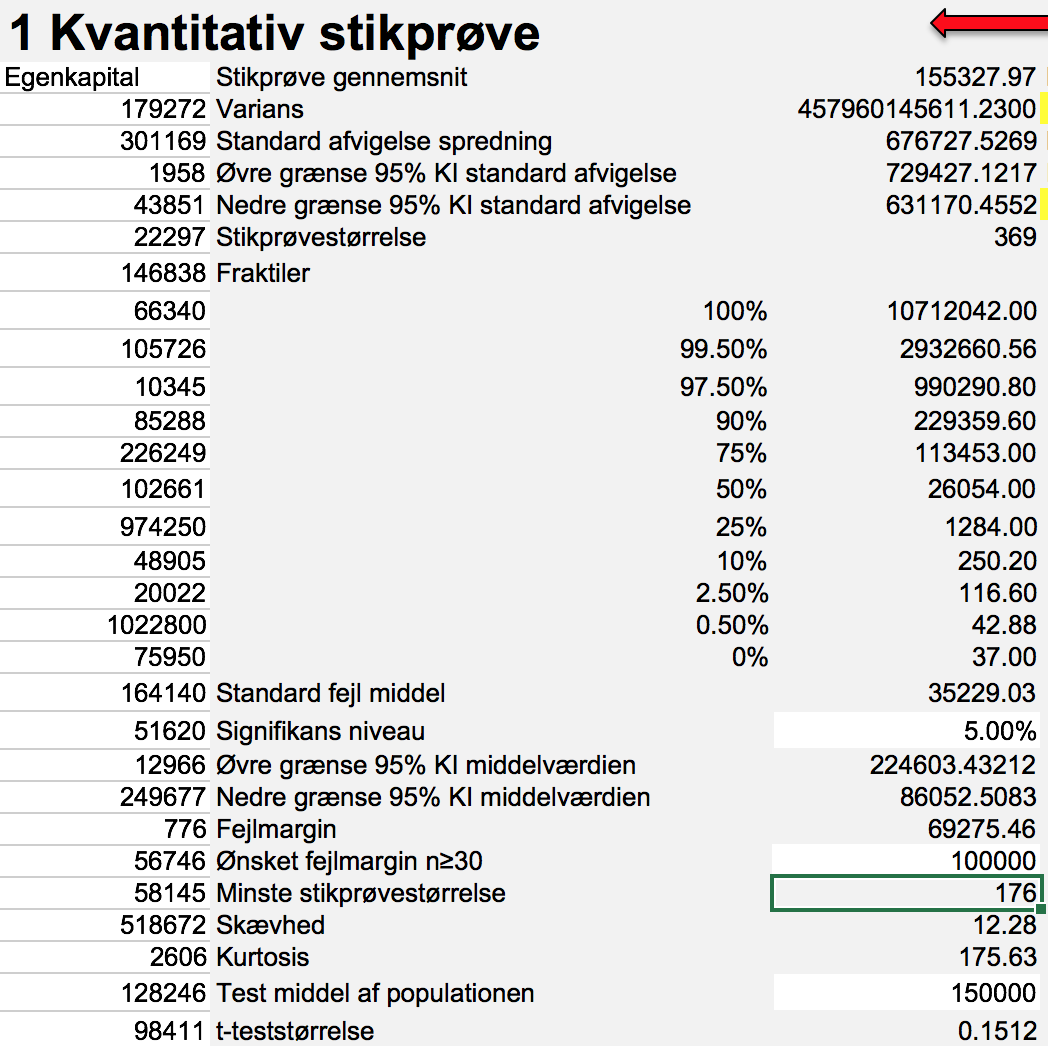 1 Kvantitativ stikprøve
Egenkapital Stikprøve gennemsnit 155327.97
179272 Varians 457960145611.2300
301169 Standard afvigelse spredning 676727.5269
1958 Øvre grænse 95% KI standard afvigelse 729427.1217
43851 Nedre grænse 95% KI standard afvigelse 631170.4552
22297 Stikprøvestørrelse 369
146838 Fraktiler
66340 100% 10712042.00
105726 99.50% 2932660.56
10345 97.50% 990290.80
85288 90% 229359.60
226249 75% 113453.00
102661 50% 26054.00
974250 25% 1284.00
48905 10% 250.20
20022 2.50% 116.60
1022800 0.50% 42.88
75950 0% 37.00
164140 Standard fejl middel 35229.03
51620 Signifikans niveau 5.00%
12966 Øvre grænse 95% KI middelværdien 224603.43212
249677 Nedre grænse 95% KI middelværdien 86052.5083
776 Fejlmargin 69275.46
56746 Ønsket fejlmargin n≥30 100000
58145 Minste stikprøvestørrelse 176
518672 Skævhed 12.28
2606 Kurtosis 175.63
128246 Test middel af populationen 150000
98411 t-teststørrelse 0.1512